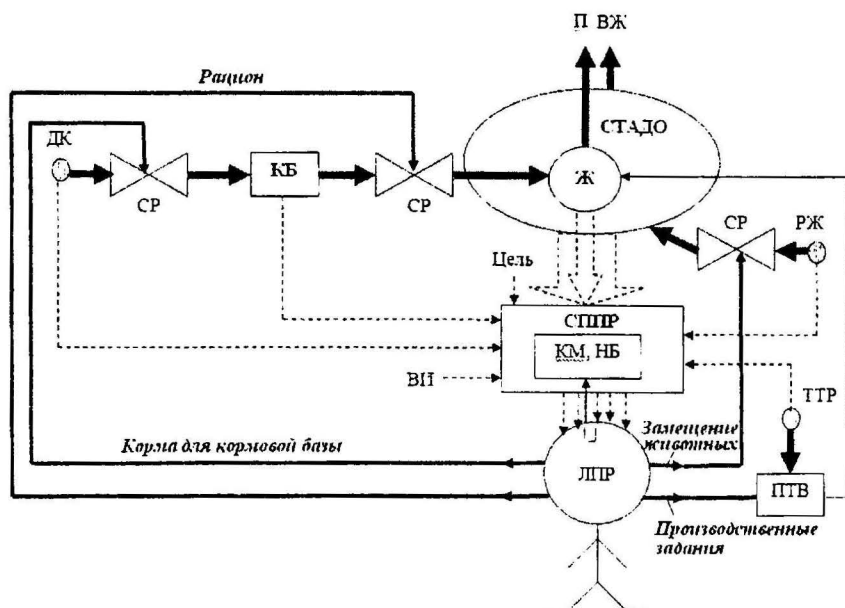 П ВЖ
Рацион
СТАДО
ДК
КБ
Ж
СР
СР
СР
РЖ
Цель
СППР
КМ, НБ
ВИ
ТТР
Корма для кормовой базы
Замещение
животных
ЛПР
ПТВ
Производственные
задания